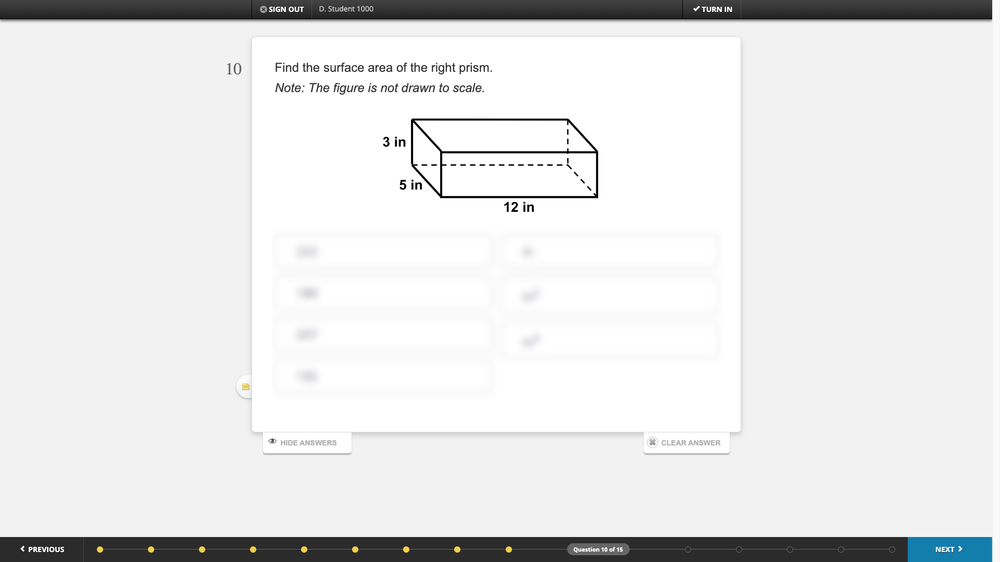 SIGN OUT
D. Student 1000
TURN IN
10
Find the surface area of the right prism.
Note: The figure is not drawn to scale.
3 in
5 in
12 in
HIDE ANSWERS
CLEAR ANSWER
PREVIOUS
Question 10 of 15
NEXT